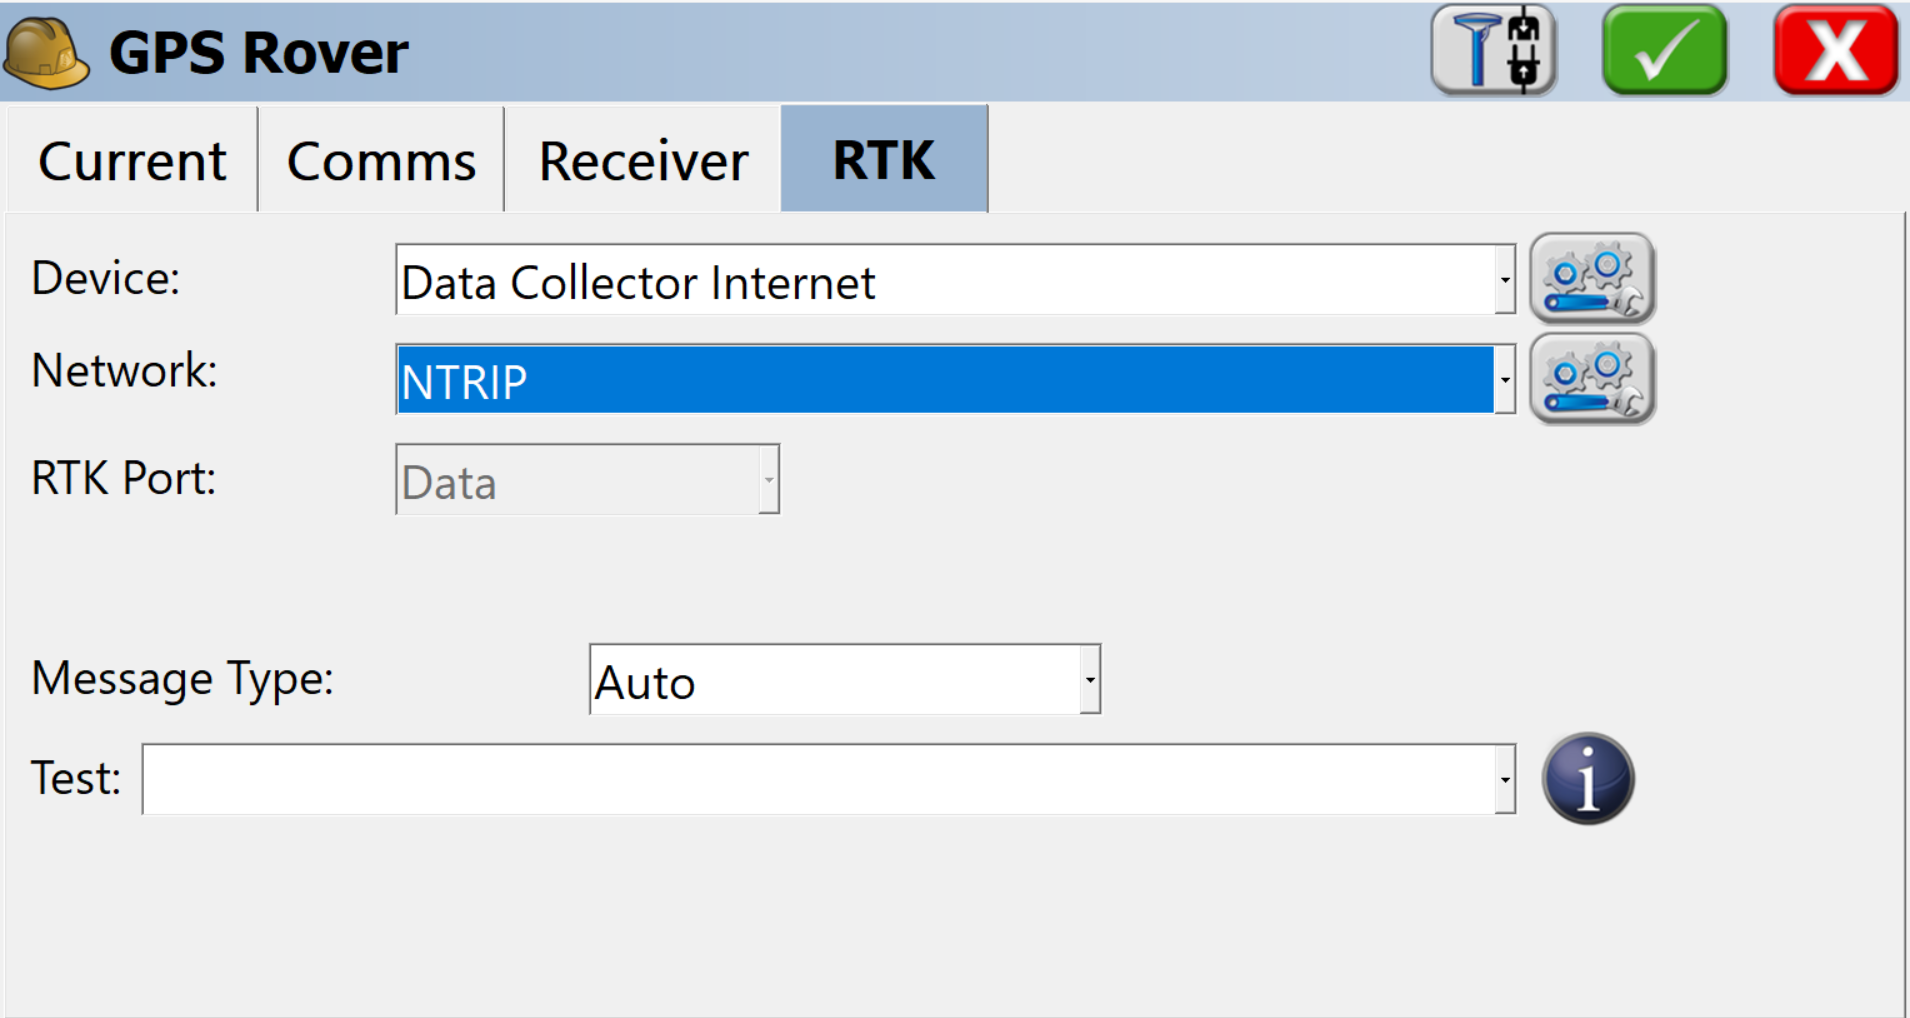 GPS Rover
Current Comms Receiver RTK
Device: Data Collector Internet
Network: NTRIP
RTK Port: Data
Message Type: Auto
Test: